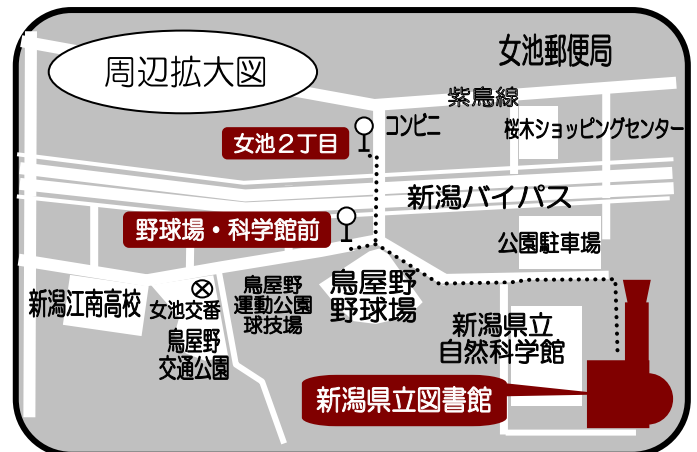 周辺拡大図
女池郵便局
紫鳥線
コンビニ
桜木ショッピングセンター
女池２丁目
新潟バイパス
野球場・科学館前
公園駐車場
新潟江南高校
女池交番
鳥屋野
運動公園
球技場
鳥屋野
野球場
鳥屋野
交通公園
新潟県立
自然科学館
新潟県立図書館